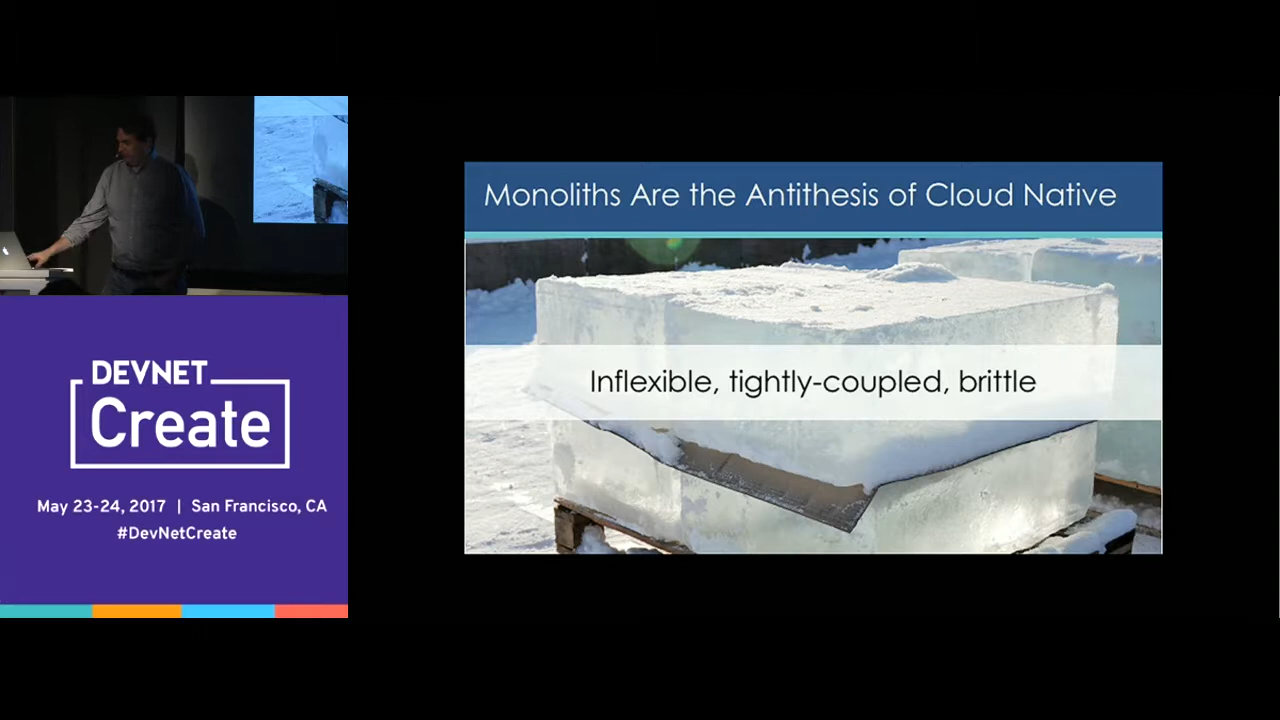 DEVNET
Create
May 23-24, 2017 | San Francisco, CA
#DevNetCreate
Monoliths Are the Antithesis of Cloud Native
Inflexible, tightly-coupled, brittle